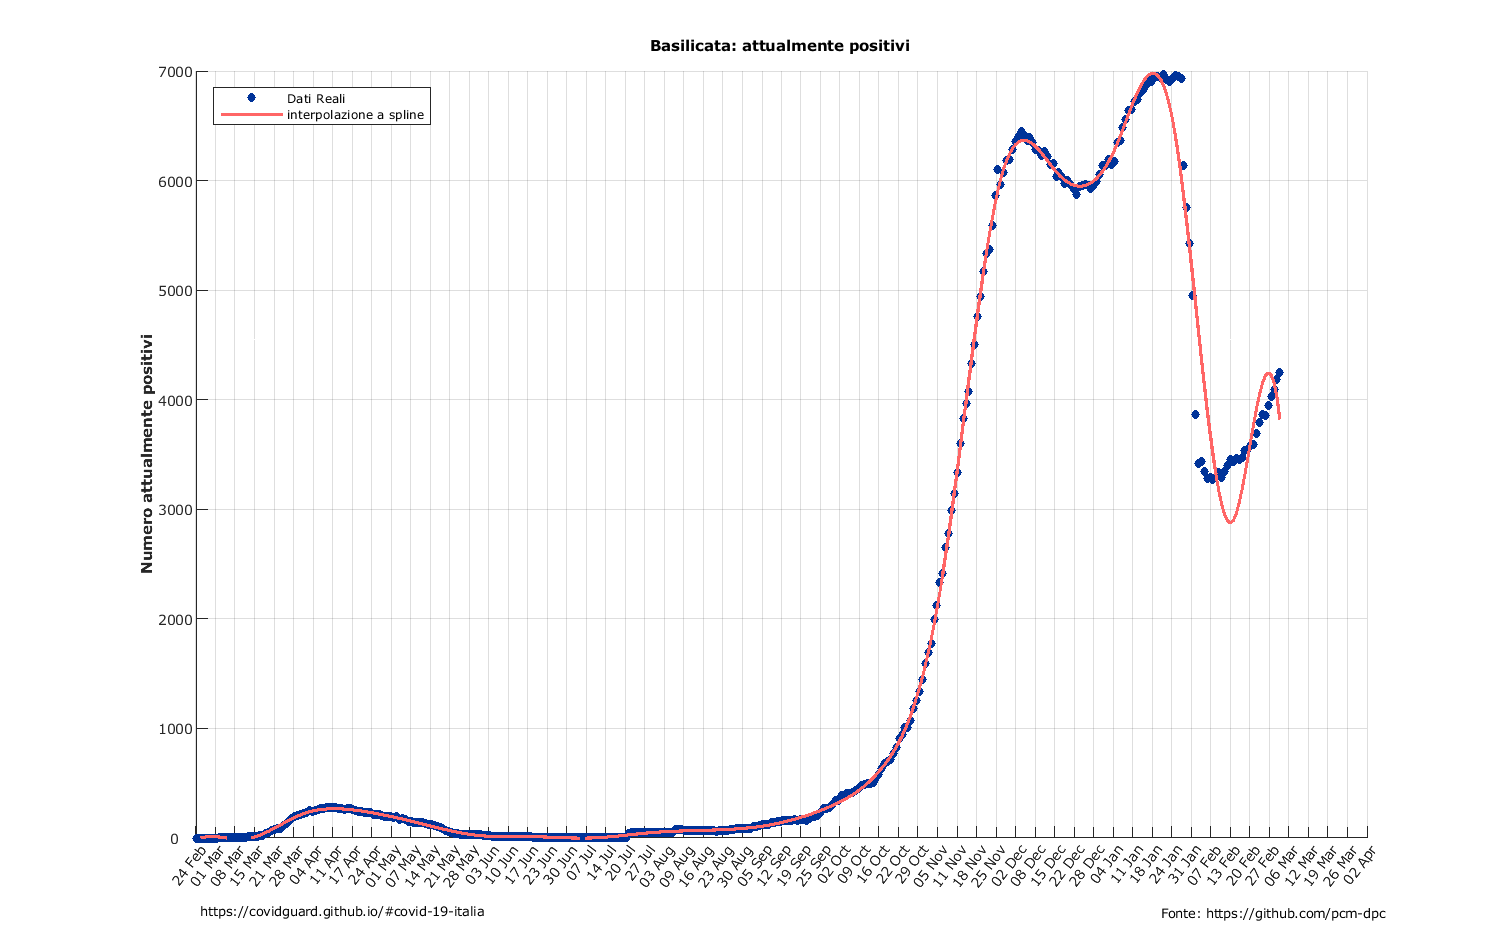 Basilicata: attualmente positivi
Dati Reali
interpolazione a spline
Numero attualmente positivi
7000
6000
5000
4000
3000
2000
1000
0
24 Feb
01 Mar
08 Mar
15 Mar
21 Mar
28 Mar
04 Apr
11 Apr
17 Apr
24 Apr
01 May
07 May
14 May
21 May
28 May
03 Jun
10 Jun
17 Jun
23 Jun
30 Jun
07 Jul
14 Jul
20 Jul
27 Jul
03 Aug
09 Aug
16 Aug
23 Aug
30 Aug
05 Sep
12 Sep
19 Sep
25 Sep
02 Oct
09 Oct
16 Oct
22 Oct
29 Oct
05 Nov
11 Nov
18 Nov
25 Nov
02 Dec
08 Dec
15 Dec
22 Dec
28 Dec
04 Jan
11 Jan
18 Jan
24 Jan
31 Jan
07 Feb
13 Feb
20 Feb
27 Feb
06 Mar
12 Mar
19 Mar
26 Mar
02 Apr
https://covidguard.github.io/#covid-19-italia
Fonte: https://github.com/pcm-dpc